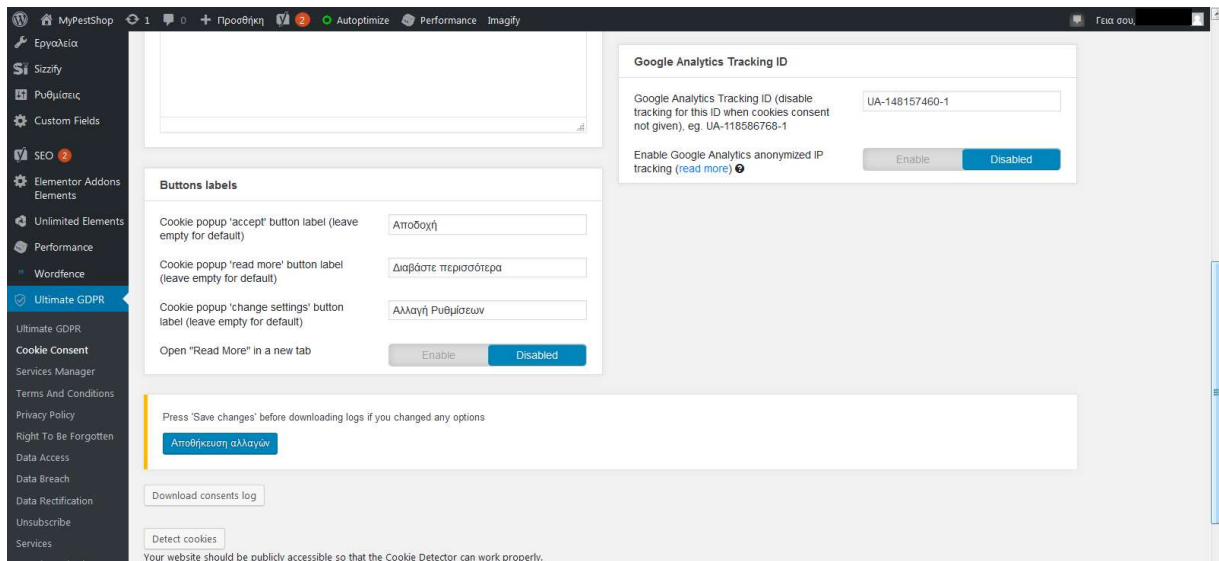 MyPestShop 1 0 + Προσθήκη 2 Autoptimize Performance Imagify Γεια σου,
Εργαλεία
Sizzify
Ρυθμίσεις
Custom Fields
SEO 2
Elementor Addons
Elements
Unlimited Elements
Performance
Wordfence
Ultimate GDPR
Ultimate GDPR
Cookie Consent
Services Manager
Terms And Conditions
Privacy Policy
Right To Be Forgotten
Data Access
Data Breach
Data Rectification
Unsubscribe
Services
Buttons labels
Cookie popup 'accept' button label (leave
empty for default)
Αποδοχή
Cookie popup 'read more' button label
(leave empty for default)
Διαβάστε περισσότερα
Cookie popup 'change settings' button
label (leave empty for default)
Αλλαγή Ρυθμίσεων
Open "Read More" in a new tab
Enable Disabled
Google Analytics Tracking ID
Google Analytics Tracking ID (disable
tracking for this ID when cookies consent
not given), eg. UA-118586768-1
UA-148157460-1
Enable Google Analytics anonymized IP
tracking (read more)
Enable Disabled
Press 'Save changes' before downloading logs if you changed any options
Αποθήκευση αλλαγών
Download consents log
Detect cookies
Your website should be publicly accessible so that the Cookie Detector can work properly.